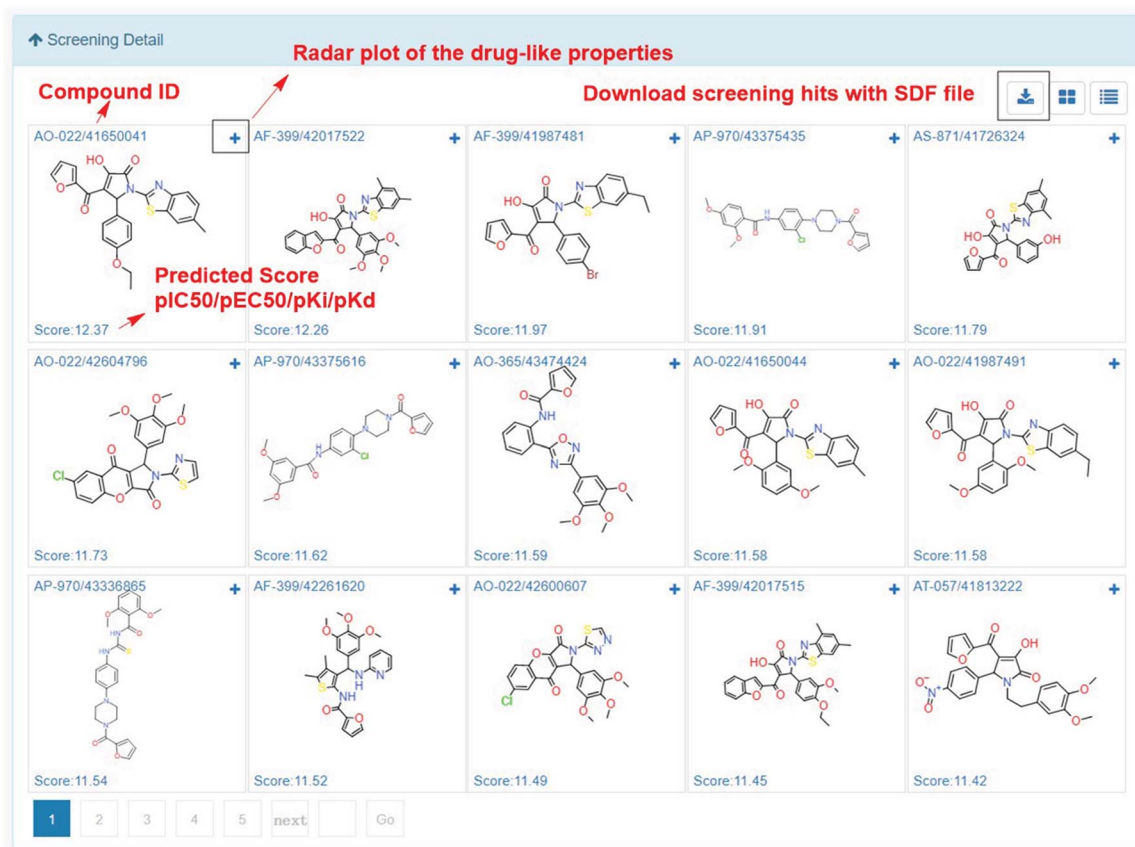 Screening Detail
Radar plot of the drug-like properties
Compound ID
Download screening hits with SDF file
AO-022/41650041
AF-399/42017522
AF-399/41987481
AP-970/43375435
AS-871/41726324
Predicted Score
pIC50/pEC50/pKi/pKd
Score:12.37
Score:12.26
Score:11.97
Score:11.91
Score:11.79
AO-022/42604796
AP-970/43375616
AO-365/43474424
AO-022/41650044
AO-022/41987491
Score:11.73
Score:11.62
Score:11.59
Score:11.58
Score:11.58
AP-970/43336865
AF-399/42261620
AO-022/42600607
AF-399/42017515
AT-057/41813222
Score:11.54
Score:11.52
Score:11.49
Score:11.45
Score:11.42
1 2 3 4 5 next Go